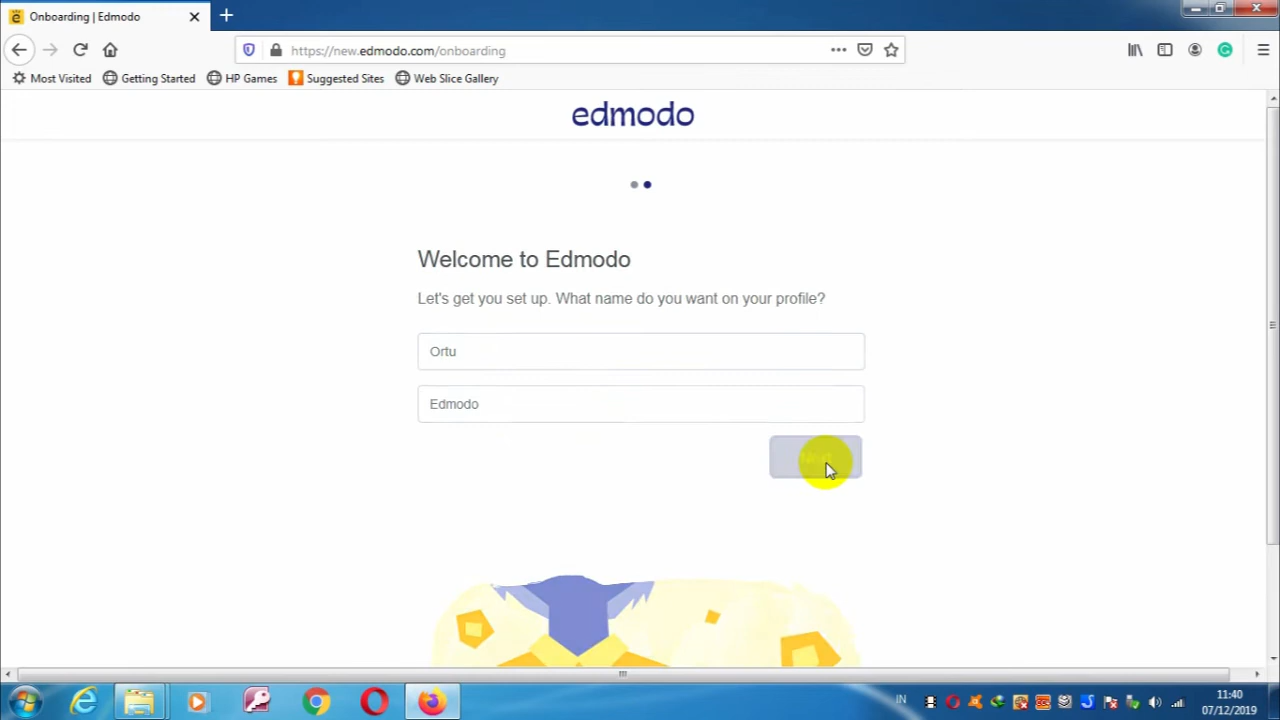 Onboarding | Edmodo
https://new.edmodo.com/onboarding
Most Visited Getting Started HP Games Suggested Sites Web Slice Gallery
edmodo
Welcome to Edmodo
Let's get you set up. What name do you want on your profile?
Ortu
Edmodo
IN
11:40
07/12/2019